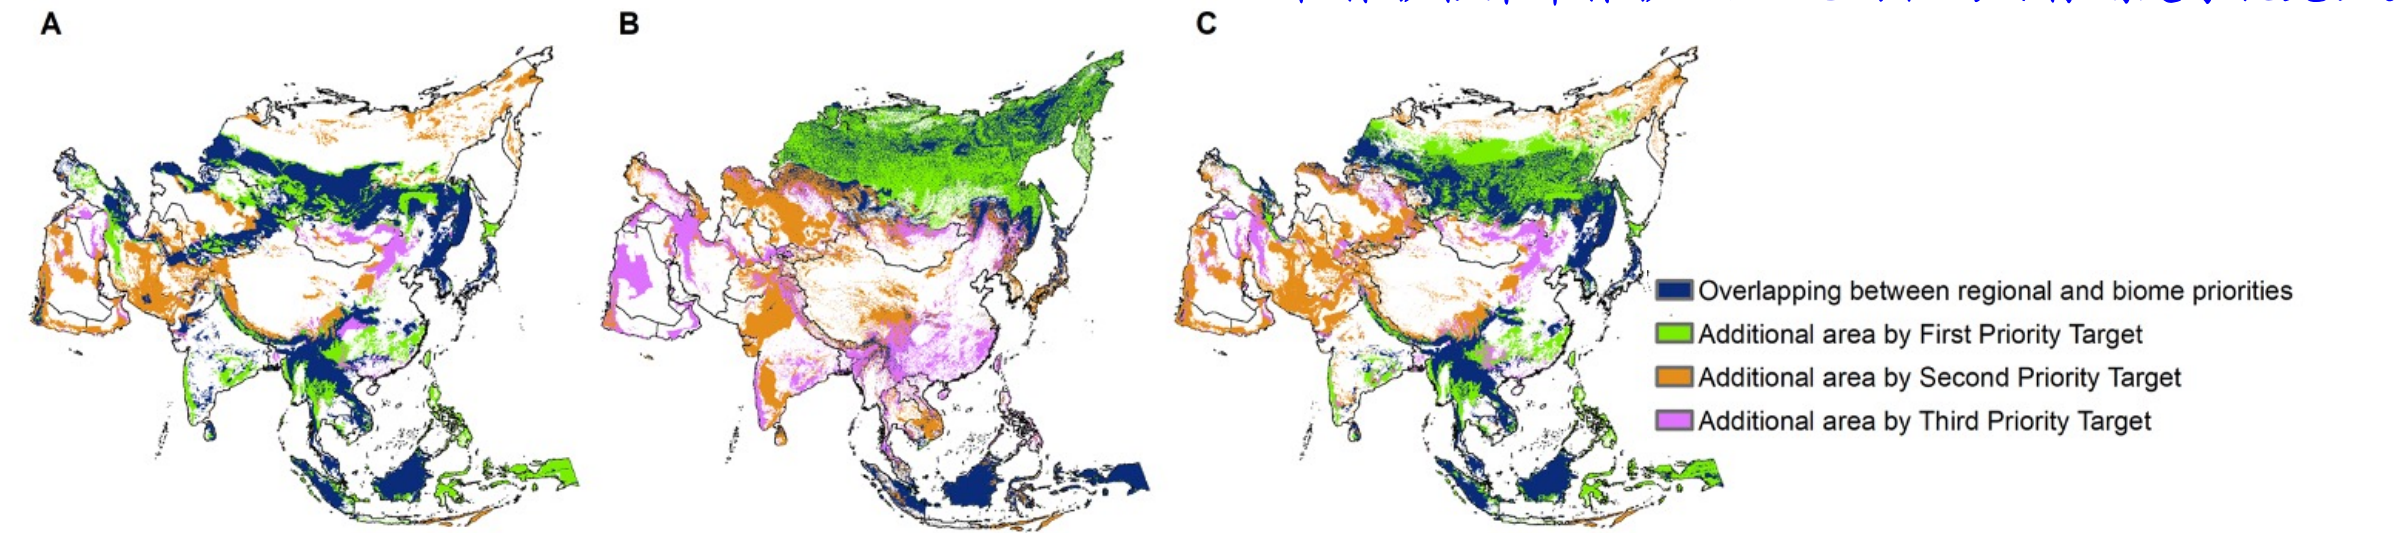 A
B
C
Overlapping between regional and biome priorities
Additional area by First Priority Target
Additional area by Second Priority Target
Additional area by Third Priority Target